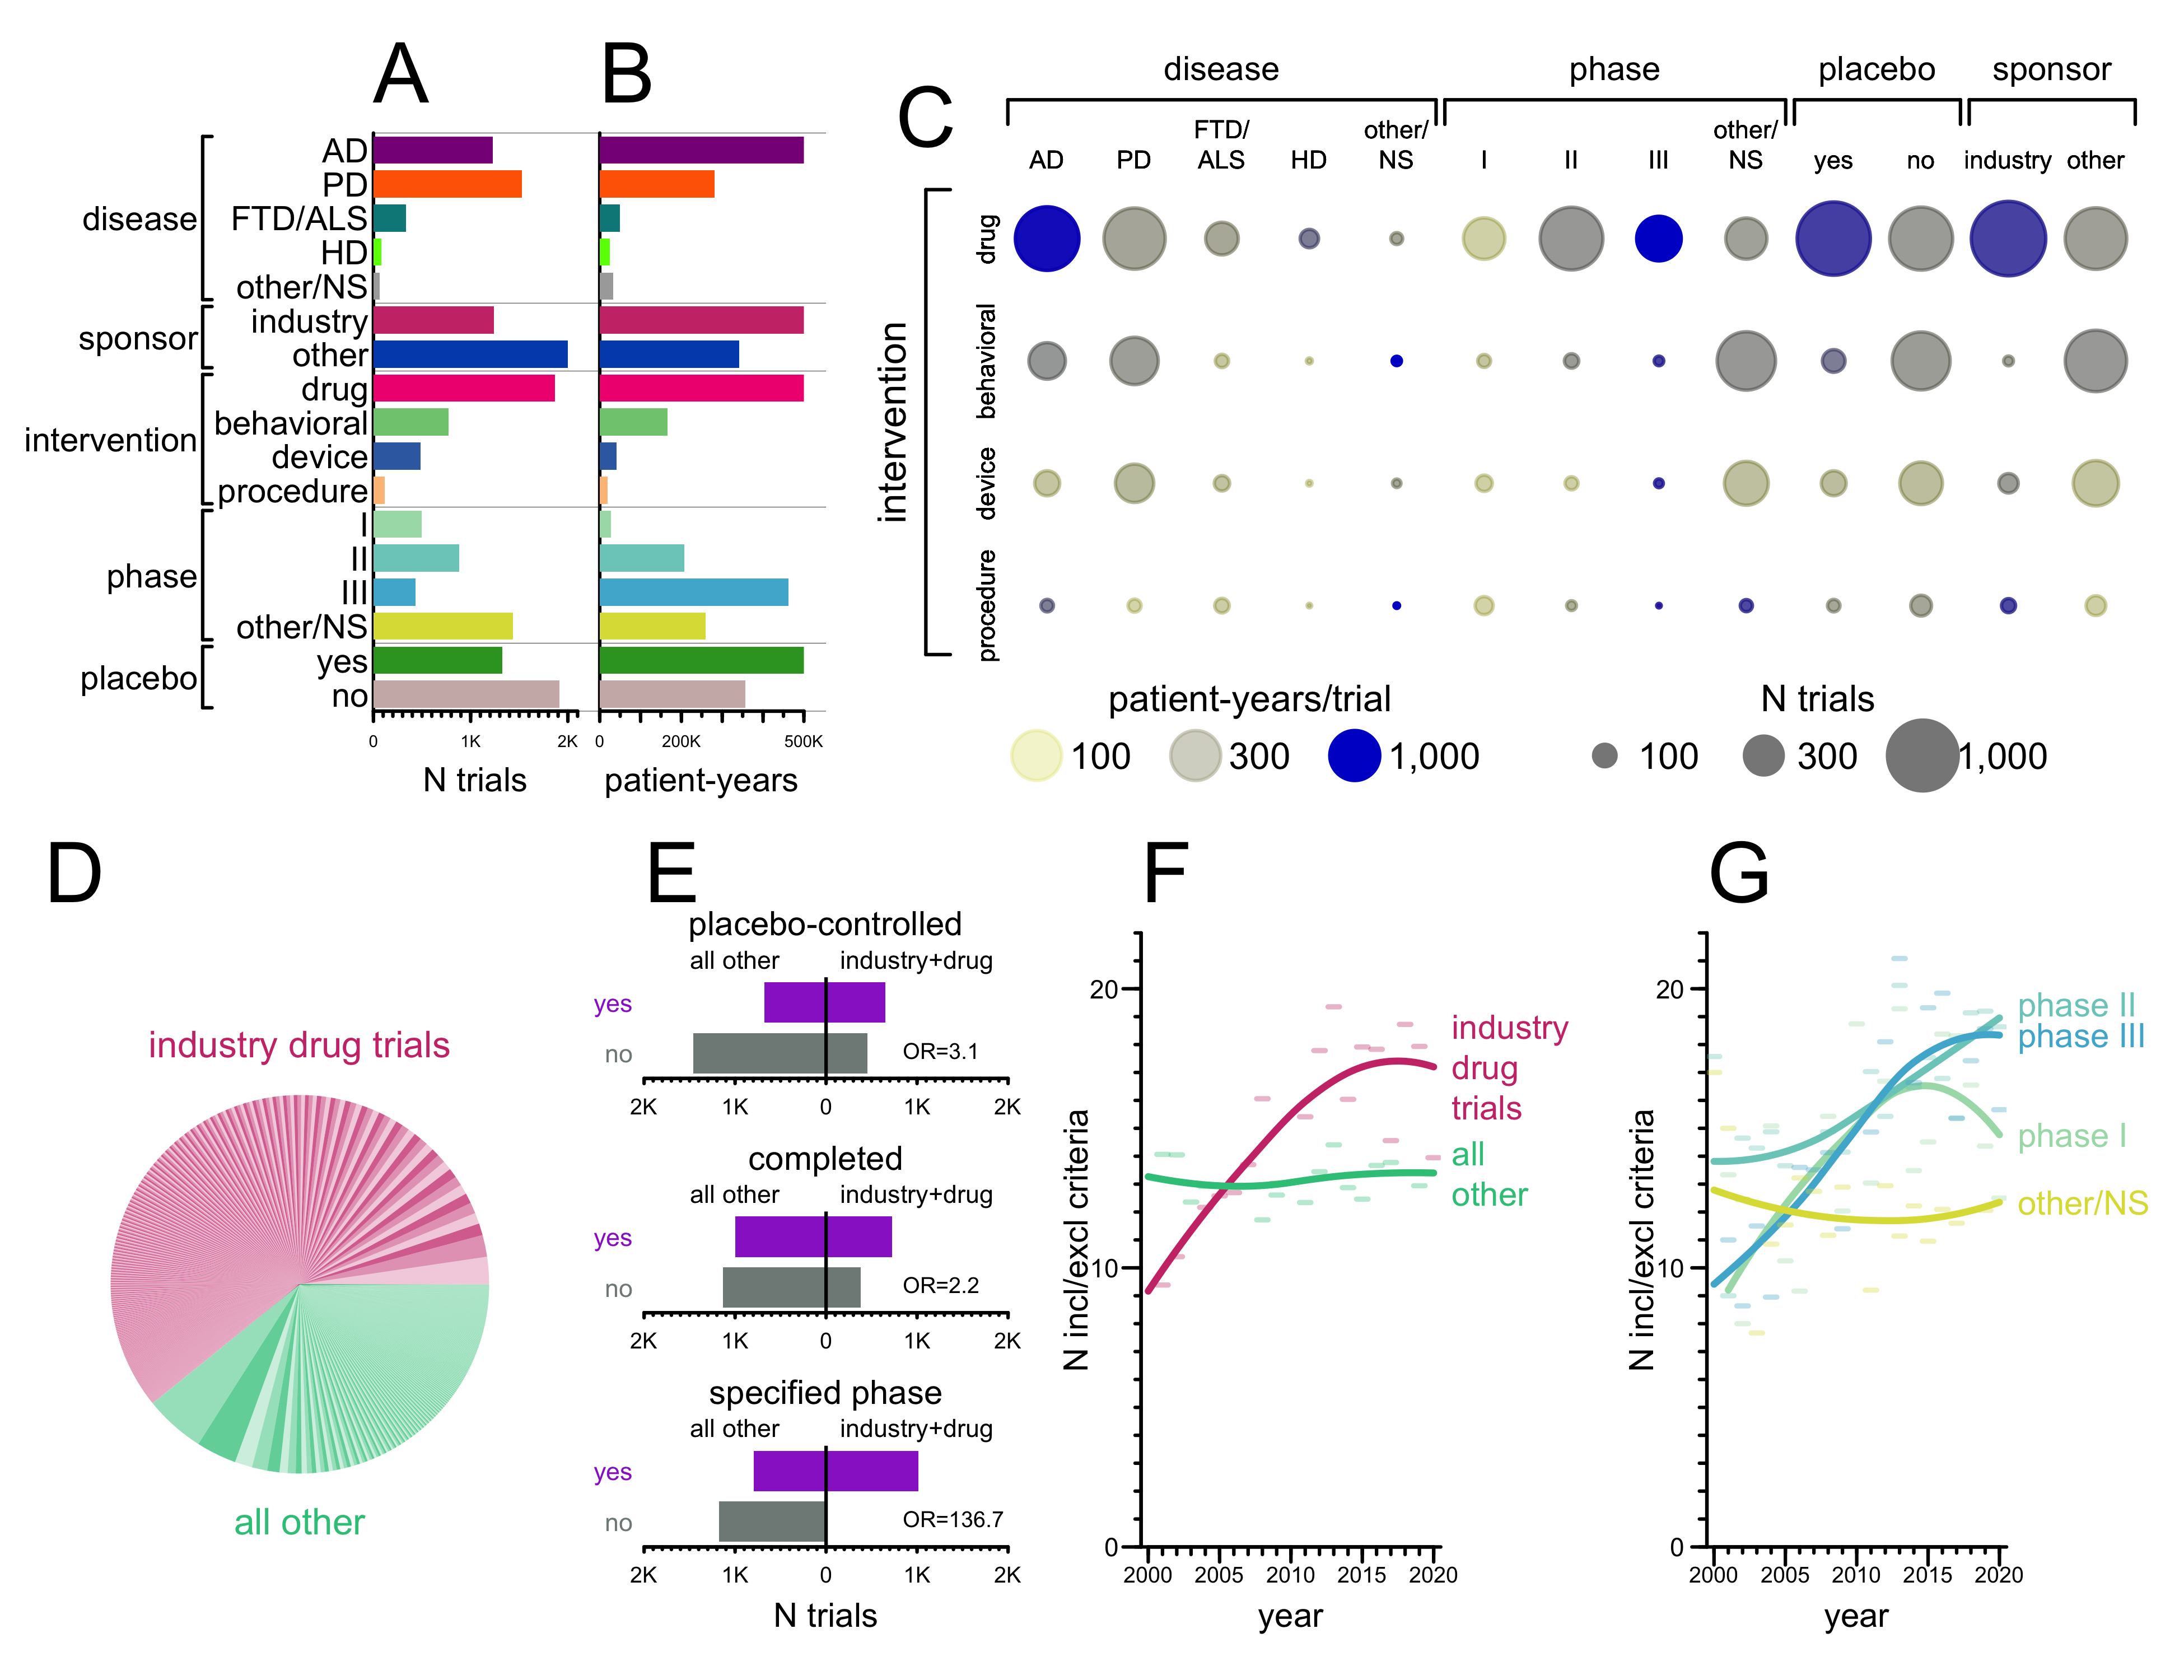 A
B
disease
AD
PD
FTD/ALS
HD
other/NS
sponsor
industry
other
intervention
drug
behavioral
device
procedure
phase
I
II
III
other/NS
placebo
yes
no
0
1K
2K
N trials
0
200K
500K
patient-years
C
disease
phase
placebo
sponsor
AD
PD
FTD/
ALS
HD
other/
NS
I
II
III
other/
NS
yes
no
industry
other
intervention
drug
behavioral
device
procedure
patient-years/trial
100
300
1,000
N trials
100
300
1,000
D
industry drug trials
all other
E
placebo-controlled
all other
industry+drug
yes
no
OR=3.1
2K
1K
0
1K
2K
completed
all other
industry+drug
yes
no
OR=2.2
2K
1K
0
1K
2K
specified phase
all other
industry+drug
yes
no
OR=136.7
2K
1K
0
1K
2K
N trials
F
N incl/excl criteria
20
10
0
2000
2005
2010
2015
2020
year
industry
drug
trials
all
other
G
N incl/excl criteria
20
10
0
2000
2005
2010
2015
2020
year
phase II
phase III
phase I
other/NS